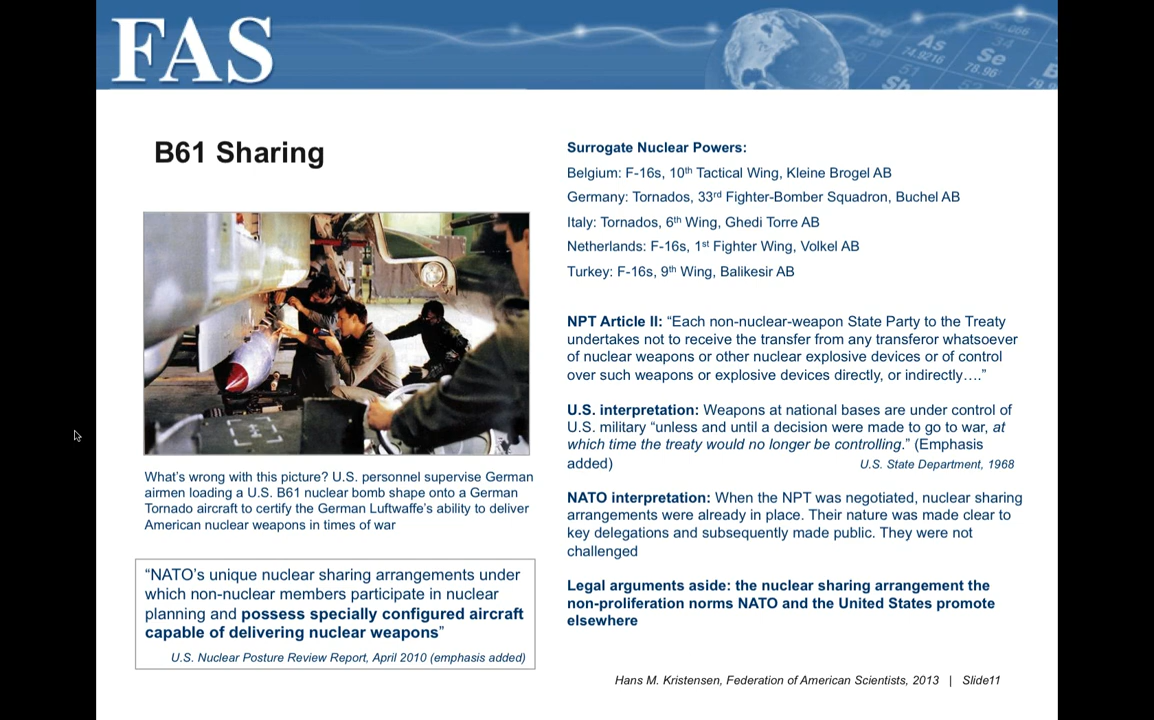 FAS
As
74.9216
Se
78.96
B61 Sharing
What's wrong with this picture? U.S. personnel supervise German
airmen loading a U.S. B61 nuclear bomb shape onto a German
Tornado aircraft to certify the German Luftwaffe's ability to deliver
American nuclear weapons in times of war
“NATO's unique nuclear sharing arrangements under
which non-nuclear members participate in nuclear
planning and possess specially configured aircraft
capable of delivering nuclear weapons”
U.S. Nuclear Posture Review Report, April 2010 (emphasis added)
Surrogate Nuclear Powers:
Belgium: F-16s, 10th Tactical Wing, Kleine Brogel AB
Germany: Tornados, 33rd Fighter-Bomber Squadron, Buchel AB
Italy: Tornados, 6th Wing, Ghedi Torre AB
Netherlands: F-16s, 1st Fighter Wing, Volkel AB
Turkey: F-16s, 9th Wing, Balikesir AB
NPT Article II: “Each non-nuclear-weapon State Party to the Treaty
undertakes not to receive the transfer from any transferor whatsoever
of nuclear weapons or other nuclear explosive devices or of control
over such weapons or explosive devices directly, or indirectly….”
U.S. interpretation: Weapons at national bases are under control of
U.S. military “unless and until a decision were made to go to war, at
which time the treaty would no longer be controlling.” (Emphasis
added) U.S. State Department, 1968
NATO interpretation: When the NPT was negotiated, nuclear sharing
arrangements were already in place. Their nature was made clear to
key delegations and subsequently made public. They were not
challenged
Legal arguments aside: the nuclear sharing arrangement the
non-proliferation norms NATO and the United States promote
elsewhere
Hans M. Kristensen, Federation of American Scientists, 2013 | Slide11